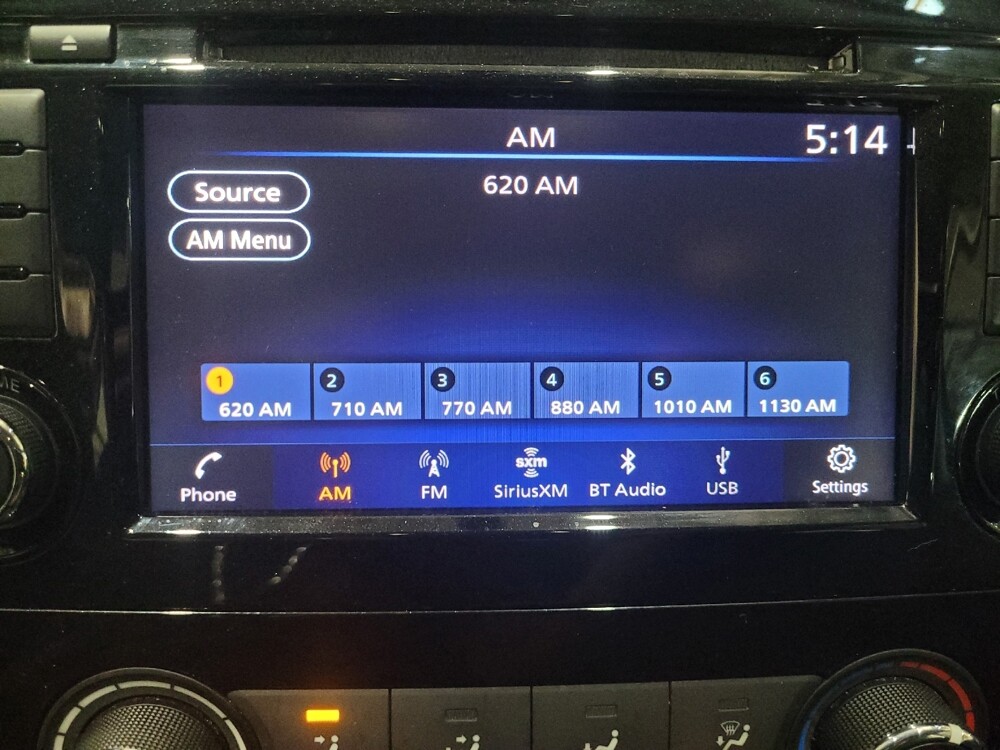 AM
5:14
620 AM
Source
AM Menu
1
620 AM
2
710 AM
3
770 AM
4
880 AM
5
1010 AM
6
1130 AM
Phone
AM
FM
sxm
SiriusXM
BT Audio
USB
Settings